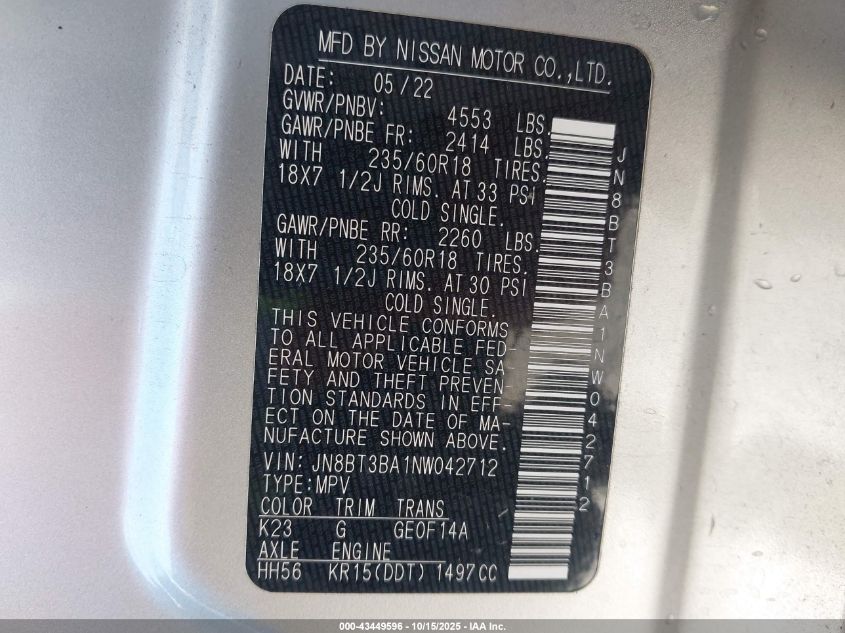 MFD BY NISSAN MOTOR CO.,LTD.
DATE: 05/22
GVWR/PNBV: 4553 LBS.
GAWR/PNBE FR: 2414 LBS.
WITH 235/60R18 TIRES.
18X7 1/2J RIMS. AT 33 PSI
COLD SINGLE.
GAWR/PNBE RR: 2260 LBS.
WITH 235/60R18 TIRES.
18X7 1/2J RIMS. AT 30 PSI
COLD SINGLE.
THIS VEHICLE CONFORMS
TO ALL APPLICABLE FED-
ERAL MOTOR VEHICLE SA-
FETY AND THEFT PREVEN-
TION STANDARDS IN EFF-
ECT ON THE DATE OF MA-
NUFACTURE SHOWN ABOVE.
VIN: JN8BT3BA1NW042712
TYPE:MPV
COLOR TRIM TRANS
K23 G GE0F14A
AXLE ENGINE
HH56 KR15(DDT) 1497CC
JN8BT3BA1NW042712
000-43449596 - 10/15/2025 - IAA Inc.